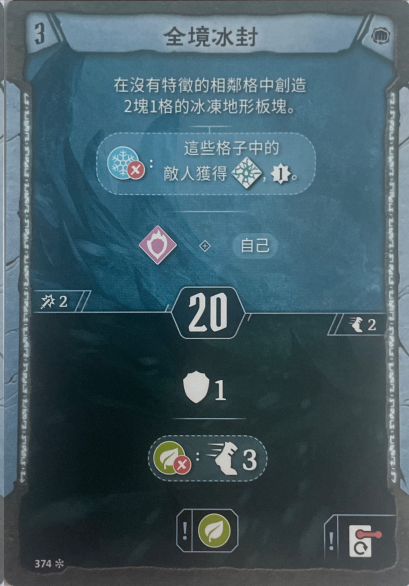 3
全境冰封
在沒有特徵的相鄰格中創造
2塊1格的冰凍地形板塊。
: 這些格子中的
敵人獲得 , 1。
自己
2
20
2
1
: 3
!
!
374